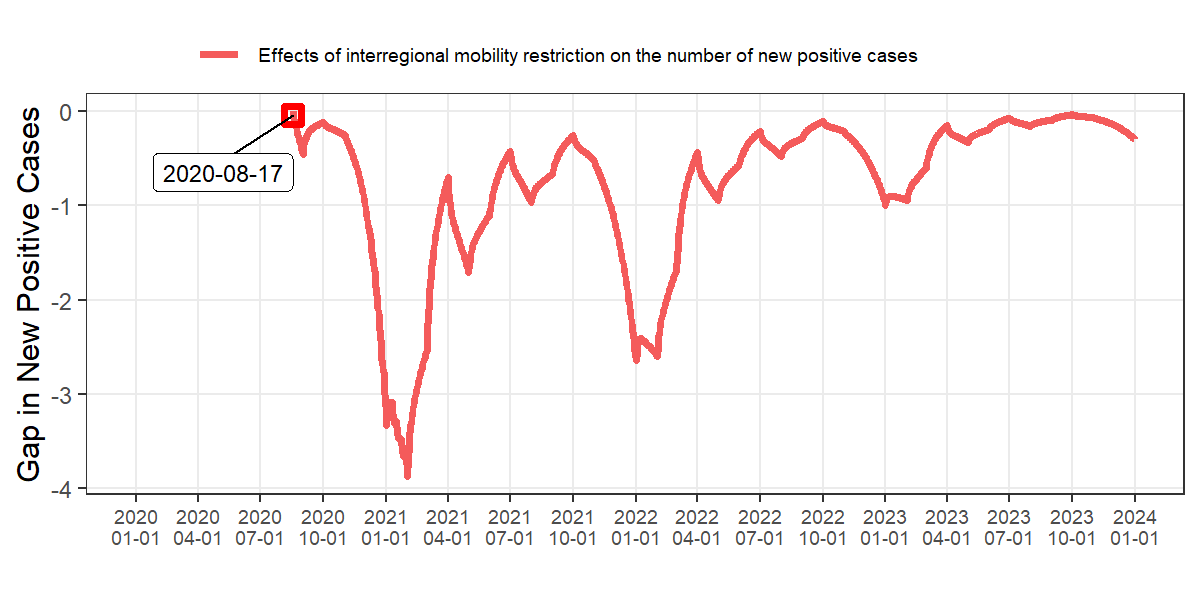 Effects of interregional mobility restriction on the number of new positive cases
Gap in New Positive Cases
0
-1
-2
-3
-4
2020-08-17
2020 2020 2020 2020 2021 2021 2021 2021 2022 2022 2022 2022 2023 2023 2023 2023 2024
01-01 04-01 07-01 10-01 01-01 04-01 07-01 10-01 01-01 04-01 07-01 10-01 01-01 04-01 07-01 10-01 01-01